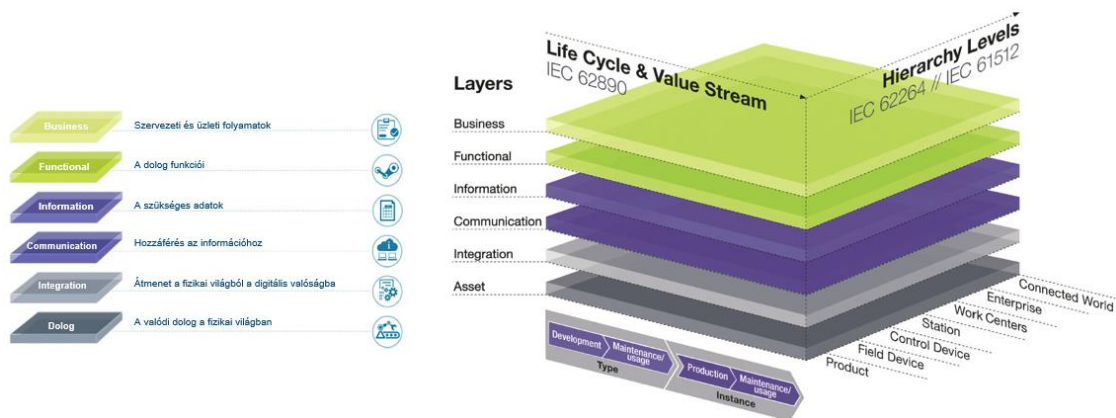 Business
Szervezeti és üzleti folyamatok
Functional
A dolog funkciói
Information
A szükséges adatok
Communication
Hozzáférés az információhoz
Integration
Átmenet a fizikai világból a digitális valóságba
Dolog
A valódi dolog a fizikai világban
Life Cycle & Value Stream
IEC 62890
Hierarchy Levels
IEC 62264 // IEC 61512
Layers
Business
Functional
Information
Communication
Integration
Asset
Development
Maintenance/
usage
Production
Maintenance/
usage
Type
Instance
Connected World
Enterprise
Work Centers
Station
Control Device
Field Device
Product